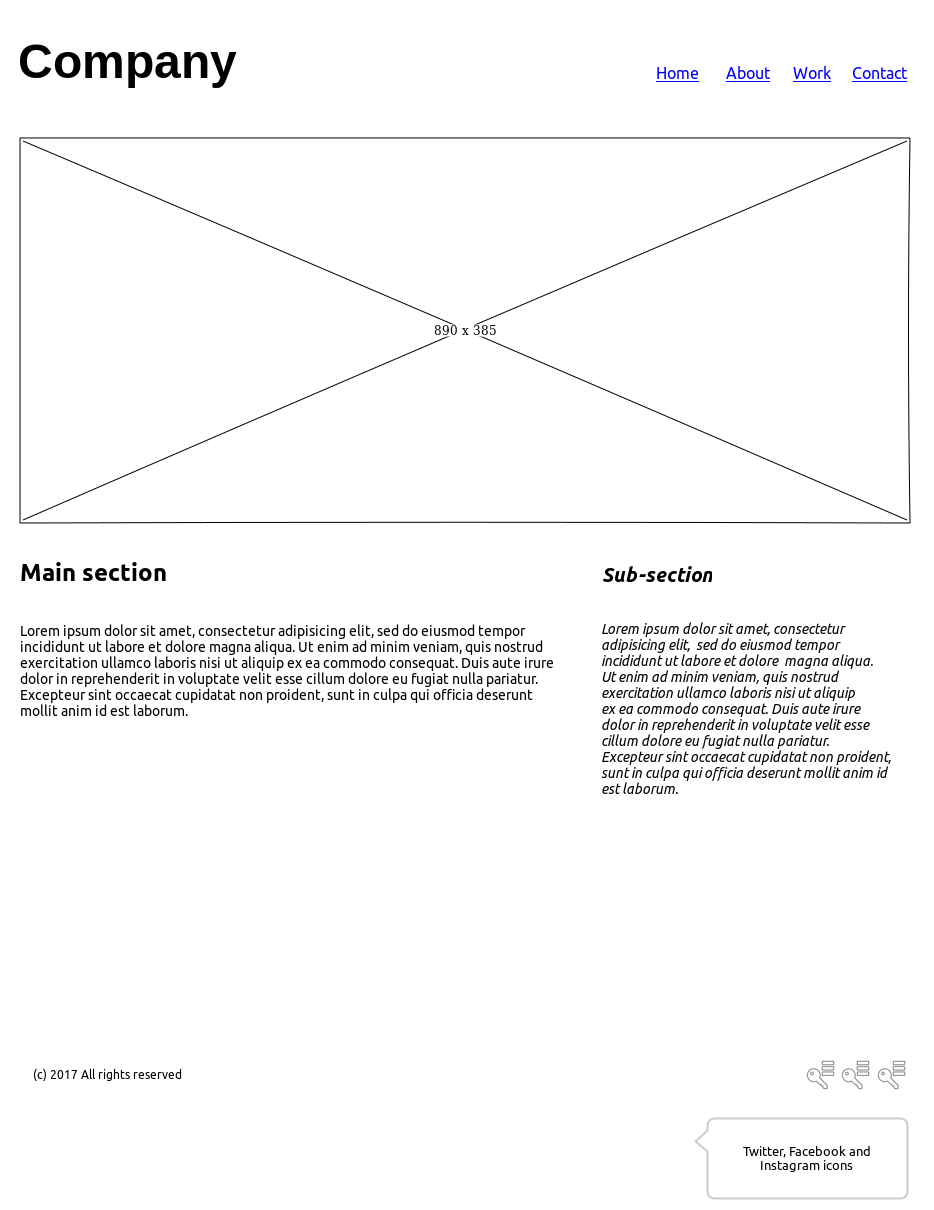 Company
Home About Work Contact
890 x 385
Main section
Lorem ipsum dolor sit amet, consectetur adipisicing elit, sed do eiusmod tempor
incididunt ut labore et dolore magna aliqua. Ut enim ad minim veniam, quis nostrud
exercitation ullamco laboris nisi ut aliquip ex ea commodo consequat. Duis aute irure
dolor in reprehenderit in voluptate velit esse cillum dolore eu fugiat nulla pariatur.
Excepteur sint occaecat cupidatat non proident, sunt in culpa qui officia deserunt
mollit anim id est laborum.
Sub-section
Lorem ipsum dolor sit amet, consectetur
adipisicing elit, sed do eiusmod tempor
incididunt ut labore et dolore magna aliqua.
Ut enim ad minim veniam, quis nostrud
exercitation ullamco laboris nisi ut aliquip
ex ea commodo consequat. Duis aute irure
dolor in reprehenderit in voluptate velit esse
cillum dolore eu fugiat nulla pariatur.
Excepteur sint occaecat cupidatat non proident,
sunt in culpa qui officia deserunt mollit anim id
est laborum.
(c) 2017 All rights reserved
Twitter, Facebook and
Instagram icons